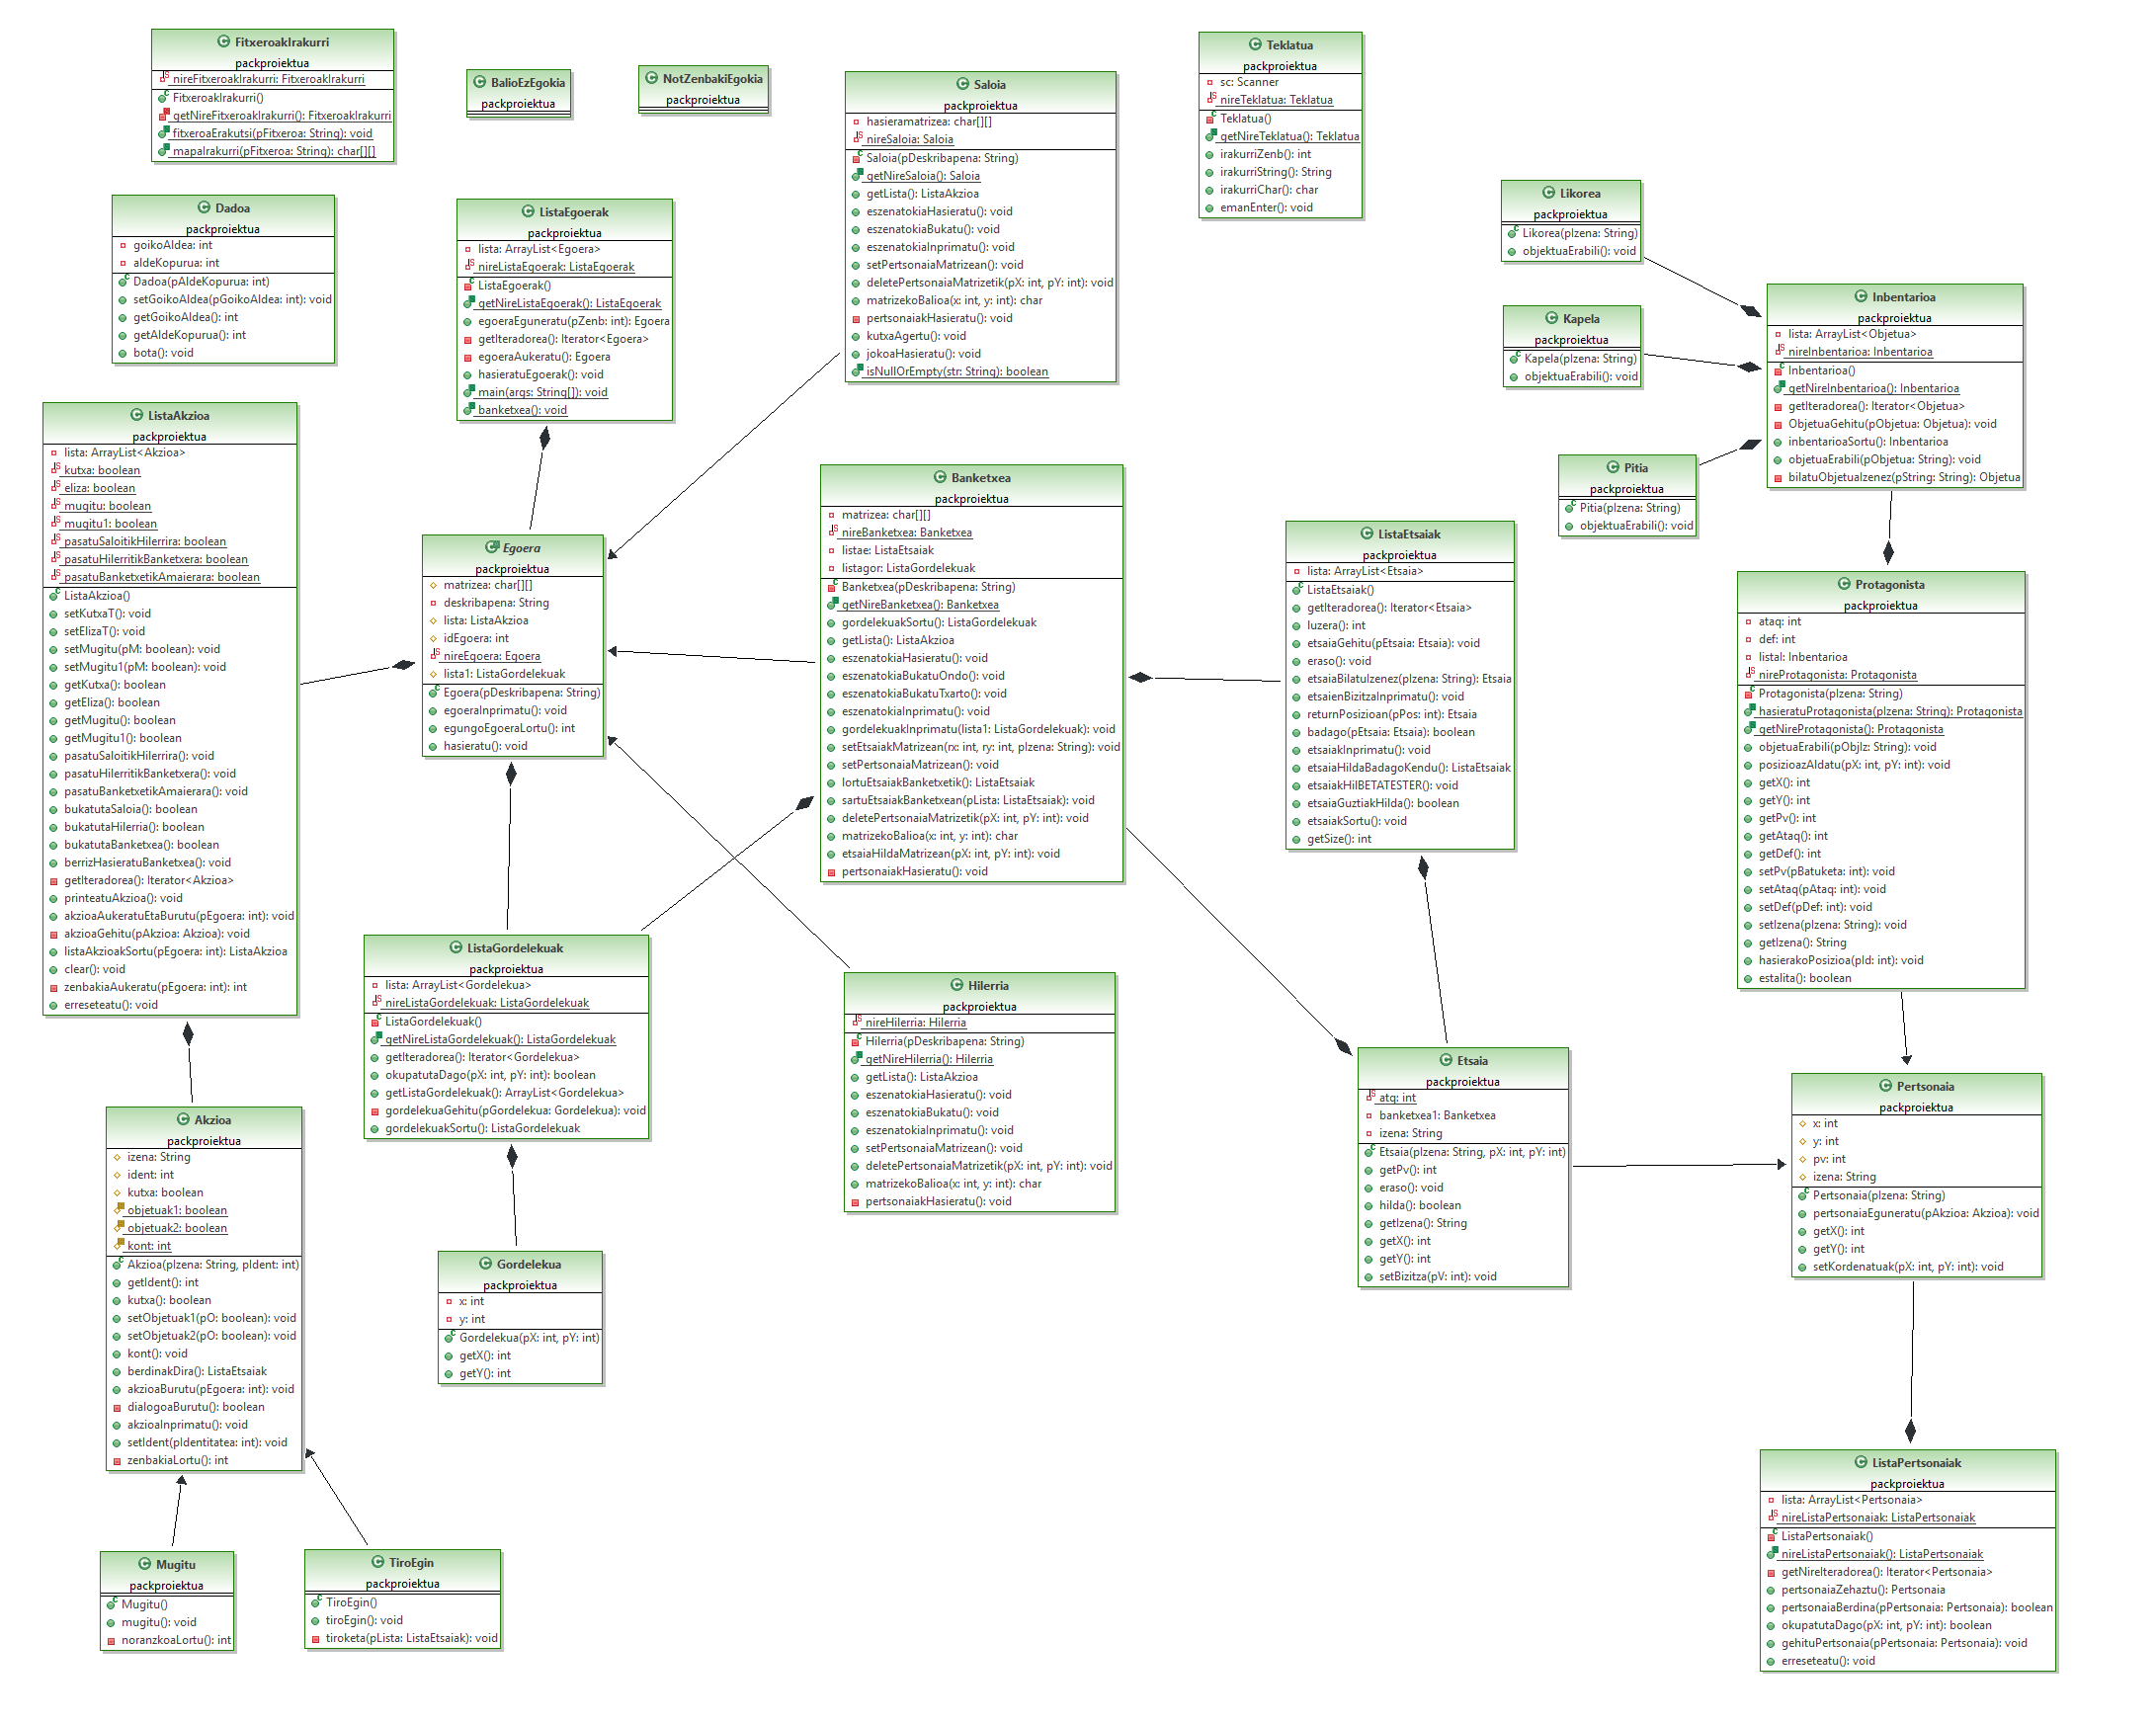 FitxeroakIrakurri
packproiektua
nireFitxeroakIrakurri: FitxeroakIrakurri
FitxeroakIrakurri()
getNireFitxeroakIrakurri(): FitxeroakIrakurri
fitxeroaErakutsi(pFitxeroa: String): void
mapaIrakurri(pFitxeroa: String): char[][]
BalioEzEgokia
packproiektua
NotZenbakiEgokia
packproiektua
Saloia
packproiektua
hasieramatrizea: char[][]
nireSaloia: Saloia
Saloia(pDeskribapena: String)
getNireSaloia(): Saloia
getLista(): ListaAkzioa
eszenatokiaHasieratu(): void
eszenatokiaBukatu(): void
eszenatokiaInprimatu(): void
setPertsonaiaMatrizean(): void
deletePertsonaiaMatrizetik(pX: int, pY: int): void
matrizekoBalioa(x: int, y: int): char
pertsonaiakHasieratu(): void
kutxaAgertu(): void
jokoaHasieratu(): void
isNullOrEmpty(str: String): boolean
Teklatua
packproiektua
sc: Scanner
nireTeklatua: Teklatua
Teklatua()
getNireTeklatua(): Teklatua
irakurriZenb(): int
irakurriString(): String
irakurriChar(): char
emanEnter(): void
Likorea
packproiektua
Likorea(pIzena: String)
objektuaErabili(): void
Dadoa
packproiektua
goikoAldea: int
aldeKopurua: int
Dadoa(pAldeKopurua: int)
setGoikoAldea(pGoikoAldea: int): void
getGoikoAldea(): int
getAldeKopurua(): int
bota(): void
ListaEgoerak
packproiektua
lista: ArrayList<Egoera>
nireListaEgoerak: ListaEgoerak
ListaEgoerak()
getNireListaEgoerak(): ListaEgoerak
egoeraEguneratu(pZenb: int): Egoera
getIteradorea(): Iterator<Egoera>
egoeraAukeratu(): Egoera
hasieratuEgoerak(): void
main(args: String[]): void
banketxea(): void
Kapela
packproiektua
Kapela(pIzena: String)
objektuaErabili(): void
Inbentarioa
packproiektua
lista: ArrayList<Objetua>
nireInbentarioa: Inbentarioa
Inbentarioa()
getNireInbentarioa(): Inbentarioa
getIteradorea(): Iterator<Objetua>
ObjetuaGehitu(pObjetua: Objetua): void
inbentarioaSortu(): Inbentarioa
objetuaErabili(pObjetua: String): void
bilatuObjetuaIzenez(pString: String): Objetua
Pitia
packproiektua
Pitia(pIzena: String)
objektuaErabili(): void
ListaAkzioa
packproiektua
lista: ArrayList<Akzioa>
kutxa: boolean
eliza: boolean
mugitu: boolean
mugitu1: boolean
pasatuSaloitikHilerrira: boolean
pasatuHilerritikBanketxera: boolean
pasatuBanketxetikAmaierara: boolean
ListaAkzioa()
setKutxaT(): void
setElizaT(): void
setMugitu(pM: boolean): void
setMugitu1(pM: boolean): void
getKutxa(): boolean
getEliza(): boolean
getMugitu(): boolean
getMugitu1(): boolean
pasatuSaloitikHilerrira(): void
pasatuHilerritikBanketxera(): void
pasatuBanketxetikAmaierara(): void
bukatutaSaloia(): boolean
bukatutaHilerria(): boolean
bukatutaBanketxea(): boolean
berrizHasieratuBanketxea(): void
getIteradorea(): Iterator<Akzioa>
printeatuAkzioa(): void
akzioaAukeratuEtaBurutu(pEgoera: int): void
akzioaGehitu(pAkzioa: Akzioa): void
listaAkzioakSortu(pEgoera: int): ListaAkzioa
clear(): void
zenbakiaAukeratu(pEgoera: int): int
erreseteatu(): void
Egoera
packproiektua
matrizea: char[][]
deskribapena: String
lista: ListaAkzioa
idEgoera: int
nireEgoera: Egoera
lista1: ListaGordelekuak
Egoera(pDeskribapena: String)
egoeraInprimatu(): void
egungoEgoeraLortu(): int
hasieratu(): void
Banketxea
packproiektua
matrizea: char[][]
nireBanketxea: Banketxea
listae: ListaEtsaiak
listagor: ListaGordelekuak
Banketxea(pDeskribapena: String)
getNireBanketxea(): Banketxea
gordelekuakSortu(): ListaGordelekuak
getLista(): ListaAkzioa
eszenatokiaHasieratu(): void
eszenatokiaBukatuOndo(): void
eszenatokiaBukatuTxarto(): void
eszenatokiaInprimatu(): void
gordelekuakInprimatu(lista1: ListaGordelekuak): void
setEtsaiakMatrizean(rx: int, ry: int, pIzena: String): void
setPertsonaiaMatrizean(): void
lortuEtsaiakBanketxetik(): ListaEtsaiak
sartuEtsaiakBanketxean(pLista: ListaEtsaiak): void
deletePertsonaiaMatrizetik(pX: int, pY: int): void
matrizekoBalioa(x: int, y: int): char
etsaiaHildaMatrizean(pX: int, pY: int): void
pertsonaiakHasieratu(): void
ListaEtsaiak
packproiektua
lista: ArrayList<Etsaia>
ListaEtsaiak()
getIteradorea(): Iterator<Etsaia>
luzera(): int
etsaiaGehitu(pEtsaia: Etsaia): void
eraso(): void
etsaiaBilatuIzenez(pIzena: String): Etsaia
etsaienBizitzaInprimatu(): void
returnPosizioan(pPos: int): Etsaia
badago(pEtsaia: Etsaia): boolean
etsaiakInprimatu(): void
etsaiaHildaBadagoKendu(): ListaEtsaiak
etsaiakHilBETATESTER(): void
etsaiaGuztiakHilda(): boolean
etsaiakSortu(): void
getSize(): int
Protagonista
packproiektua
ataq: int
def: int
listaI: Inbentarioa
nireProtagonista: Protagonista
Protagonista(pIzena: String)
hasieratuProtagonista(pIzena: String): Protagonista
getNireProtagonista(): Protagonista
objetuaErabili(pObjIz: String): void
posizioazAldatu(pX: int, pY: int): void
getX(): int
getY(): int
getPv(): int
getAtaq(): int
getDef(): int
setPv(pBatuketa: int): void
setAtaq(pAtaq: int): void
setDef(pDef: int): void
setIzena(pIzena: String): void
getIzena(): String
hasierakoPosizioa(pId: int): void
estalita(): boolean
ListaGordelekuak
packproiektua
lista: ArrayList<Gordelekua>
nireListaGordelekuak: ListaGordelekuak
ListaGordelekuak()
getNireListaGordelekuak(): ListaGordelekuak
getIteradorea(): Iterator<Gordelekua>
okupatutaDago(pX: int, pY: int): boolean
getListaGordelekuak(): ArrayList<Gordelekua>
gordelekuaGehitu(pGordelekua: Gordelekua): void
gordelekuakSortu(): ListaGordelekuak
Hilerria
packproiektua
nireHilerria: Hilerria
Hilerria(pDeskribapena: String)
getNireHilerria(): Hilerria
getLista(): ListaAkzioa
eszenatokiaHasieratu(): void
eszenatokiaBukatu(): void
eszenatokiaInprimatu(): void
setPertsonaiaMatrizean(): void
deletePertsonaiaMatrizetik(pX: int, pY: int): void
matrizekoBalioa(x: int, y: int): char
pertsonaiakHasieratu(): void
Etsaia
packproiektua
atq: int
banketxea1: Banketxea
izena: String
Etsaia(pIzena: String, pX: int, pY: int)
getPv(): int
eraso(): void
hilda(): boolean
getIzena(): String
getX(): int
getY(): int
setBizitza(pV: int): void
Pertsonaia
packproiektua
x: int
y: int
pv: int
izena: String
Pertsonaia(pIzena: String)
pertsonaiaEguneratu(pAkzioa: Akzioa): void
getX(): int
getY(): int
setKordenatuak(pX: int, pY: int): void
Akzioa
packproiektua
izena: String
ident: int
kutxa: boolean
objetuak1: boolean
objetuak2: boolean
kont: int
Akzioa(pIzena: String, pIdent: int)
getIdent(): int
kutxa(): boolean
setObjetuak1(pO: boolean): void
setObjetuak2(pO: boolean): void
kont(): void
berdinakDira(): ListaEtsaiak
akzioaBurutu(pEgoera: int): void
dialogoaBurutu(): boolean
akzioaInprimatu(): void
setIdent(pIdentitatea: int): void
zenbakiaLortu(): int
Gordelekua
packproiektua
x: int
y: int
Gordelekua(pX: int, pY: int)
getX(): int
getY(): int
ListaPertsonaiak
packproiektua
lista: ArrayList<Pertsonaia>
nireListaPertsonaiak: ListaPertsonaiak
ListaPertsonaiak()
nireListaPertsonaiak(): ListaPertsonaiak
getNireIteradorea(): Iterator<Pertsonaia>
pertsonaiaZehaztu(): Pertsonaia
pertsonaiaBerdina(pPertsonaia: Pertsonaia): boolean
okupatutaDago(pX: int, pY: int): boolean
gehituPertsonaia(pPertsonaia: Pertsonaia): void
erreseteatu(): void
Mugitu
packproiektua
Mugitu()
mugitu(): void
noranzkoaLortu(): int
TiroEgin
packproiektua
TiroEgin()
tiroEgin(): void
tiroketa(pLista: ListaEtsaiak): void